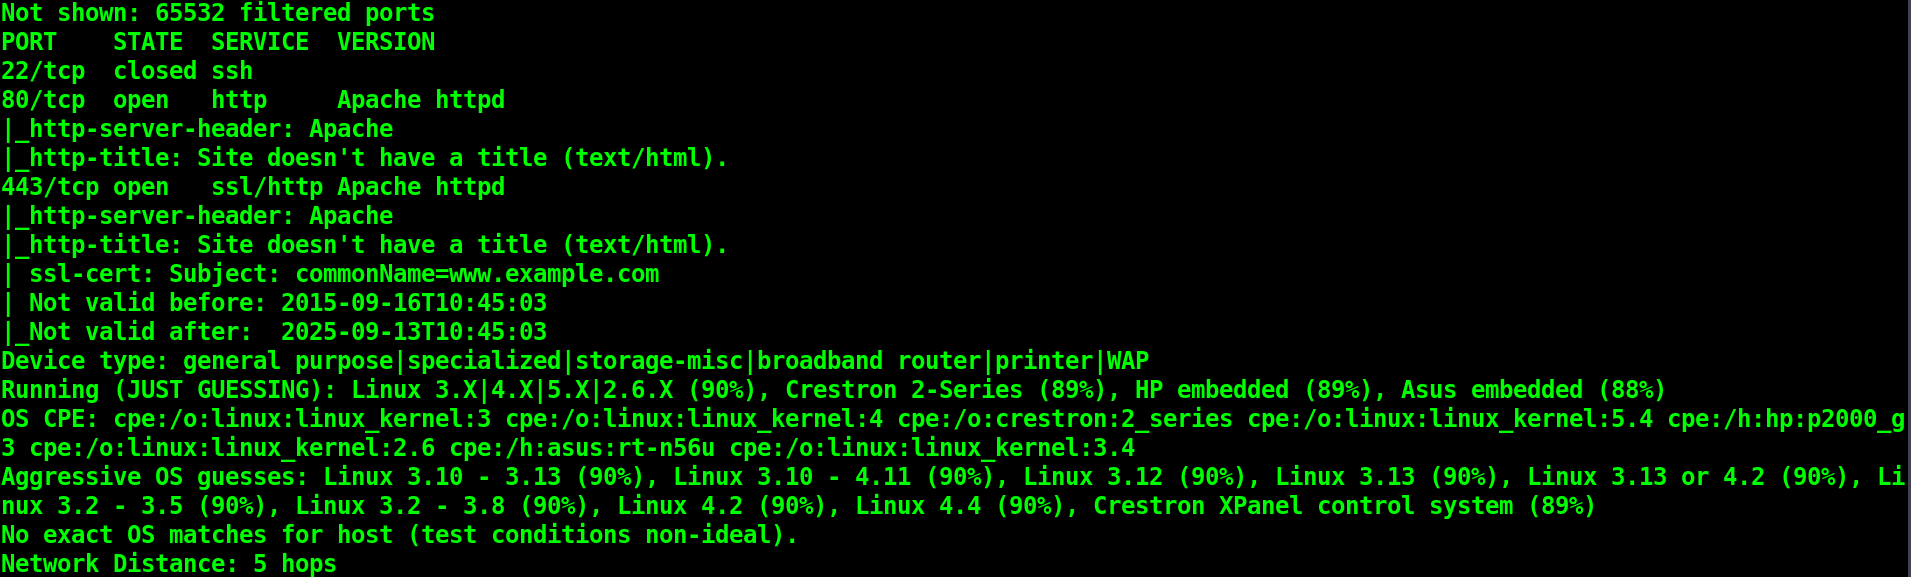 Not shown: 65532 filtered ports
PORT    STATE  SERVICE  VERSION
22/tcp  closed ssh
80/tcp  open   http     Apache httpd
|_http-server-header: Apache
|_http-title: Site doesn't have a title (text/html).
443/tcp open   ssl/http Apache httpd
|_http-server-header: Apache
|_http-title: Site doesn't have a title (text/html).
| ssl-cert: Subject: commonName=www.example.com
| Not valid before: 2015-09-16T10:45:03
|_Not valid after:  2025-09-13T10:45:03
Device type: general purpose|specialized|storage-misc|broadband router|printer|WAP
Running (JUST GUESSING): Linux 3.X|4.X|5.X|2.6.X (90%), Crestron 2-Series (89%), HP embedded (89%), Asus embedded (88%)
OS CPE: cpe:/o:linux:linux_kernel:3 cpe:/o:linux:linux_kernel:4 cpe:/o:crestron:2_series cpe:/o:linux:linux_kernel:5.4 cpe:/h:hp:p2000_g
3 cpe:/o:linux:linux_kernel:2.6 cpe:/h:asus:rt-n56u cpe:/o:linux:linux_kernel:3.4
Aggressive OS guesses: Linux 3.10 - 3.13 (90%), Linux 3.10 - 4.11 (90%), Linux 3.12 (90%), Linux 3.13 (90%), Linux 3.13 or 4.2 (90%), Li
nux 3.2 - 3.5 (90%), Linux 3.2 - 3.8 (90%), Linux 4.2 (90%), Linux 4.4 (90%), Crestron XPanel control system (89%)
No exact OS matches for host (test conditions non-ideal).
Network Distance: 5 hops